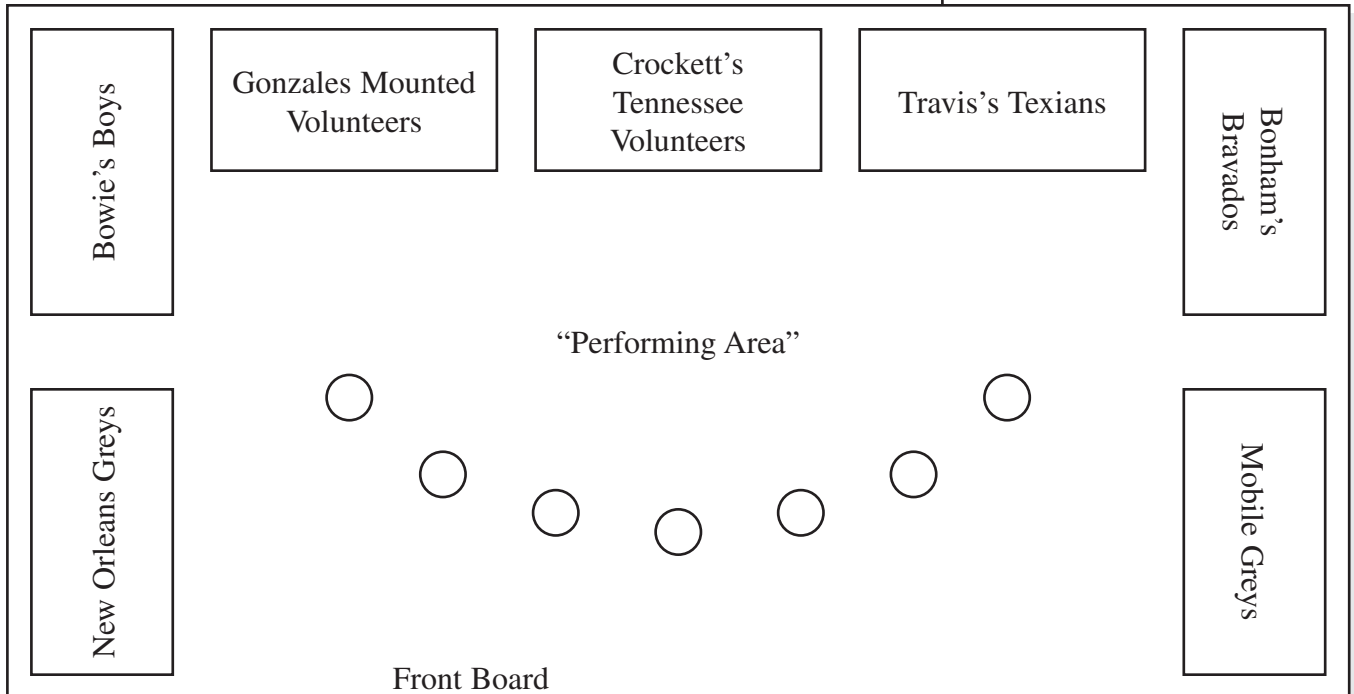 Bowie’s Boys
Gonzales Mounted
Volunteers
Crockett’s
Tennessee
Volunteers
Travis’s Texians
Bonham’s
Bravados
“Performing Area”
New Orleans Greys
Mobile Greys
Front Board